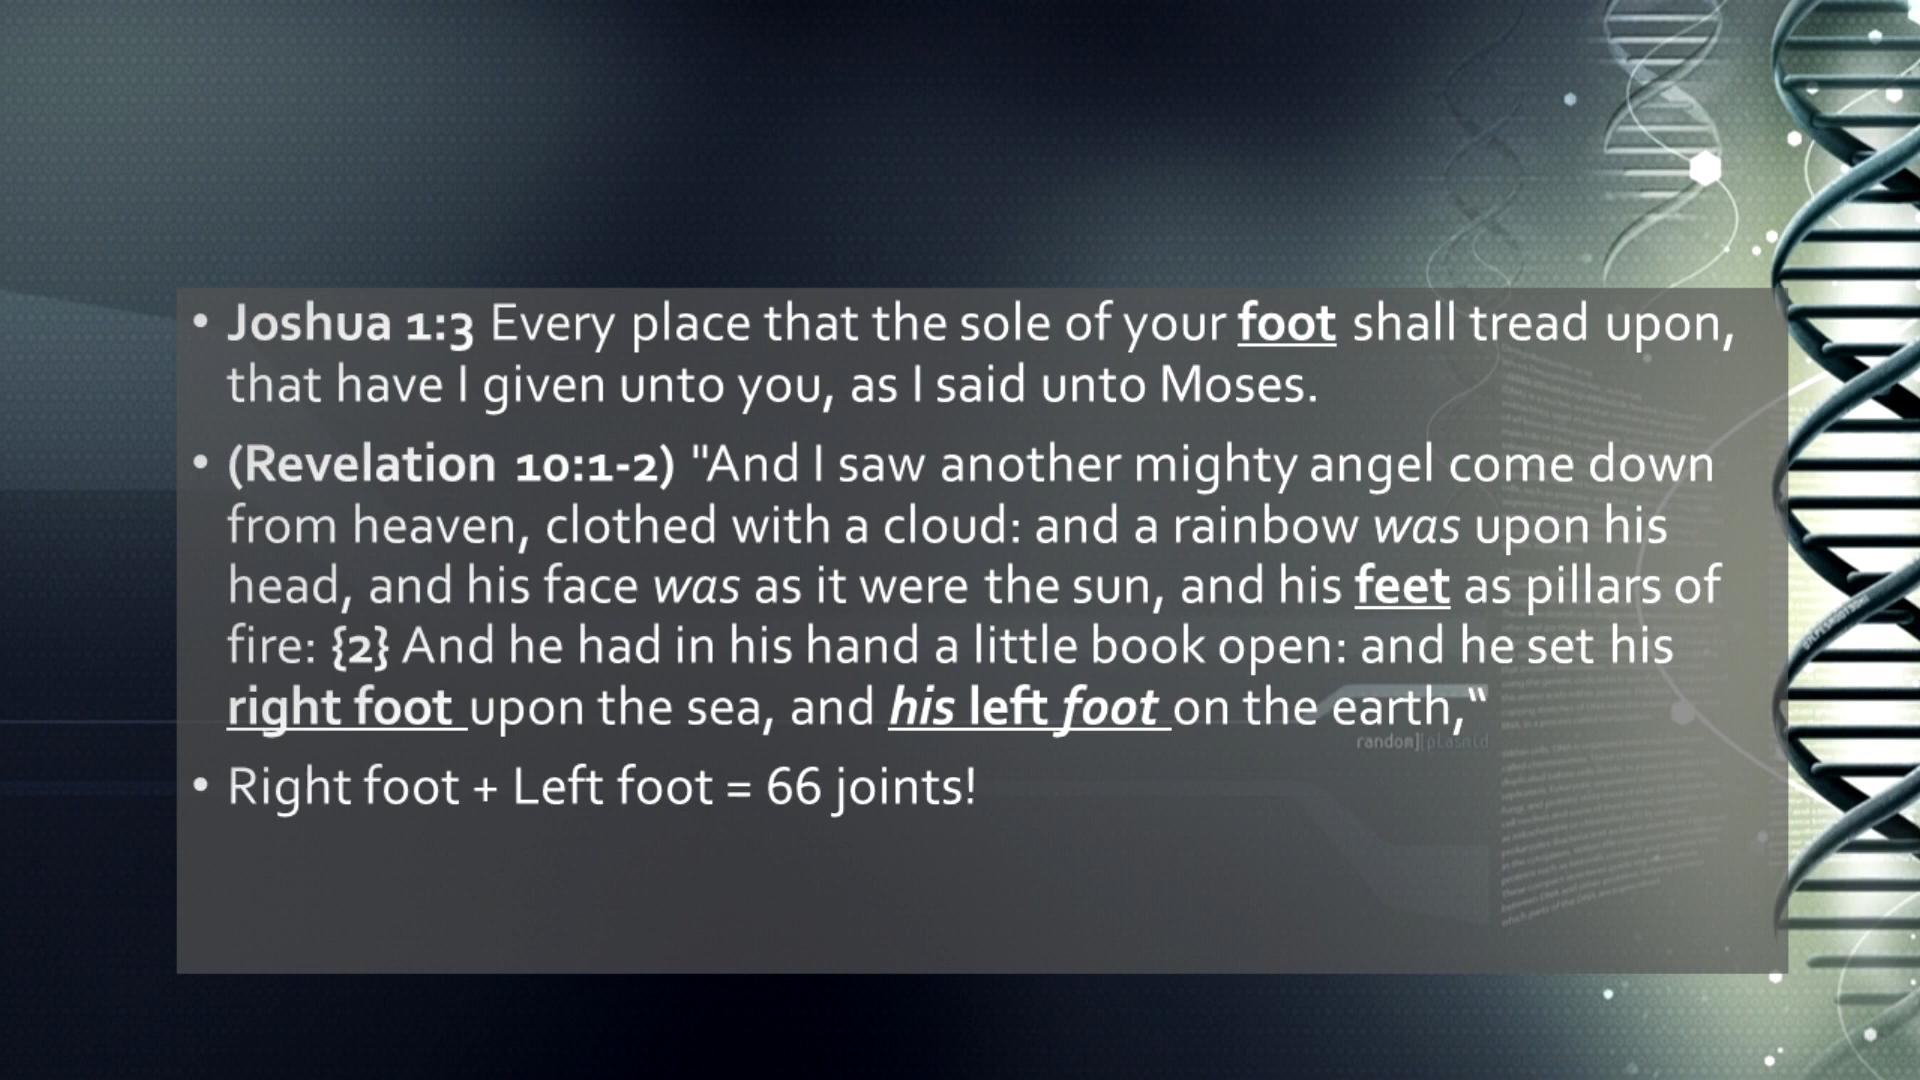 • Joshua 1:3 Every place that the sole of your foot shall tread upon,
that have I given unto you, as I said unto Moses.
• (Revelation 10:1-2) "And I saw another mighty angel come down
from heaven, clothed with a cloud: and a rainbow was upon his
head, and his face was as it were the sun, and his feet as pillars of
fire: {2} And he had in his hand a little book open: and he set his
right foot upon the sea, and his left foot on the earth,“
random]|plasmid
• Right foot + Left foot = 66 joints!